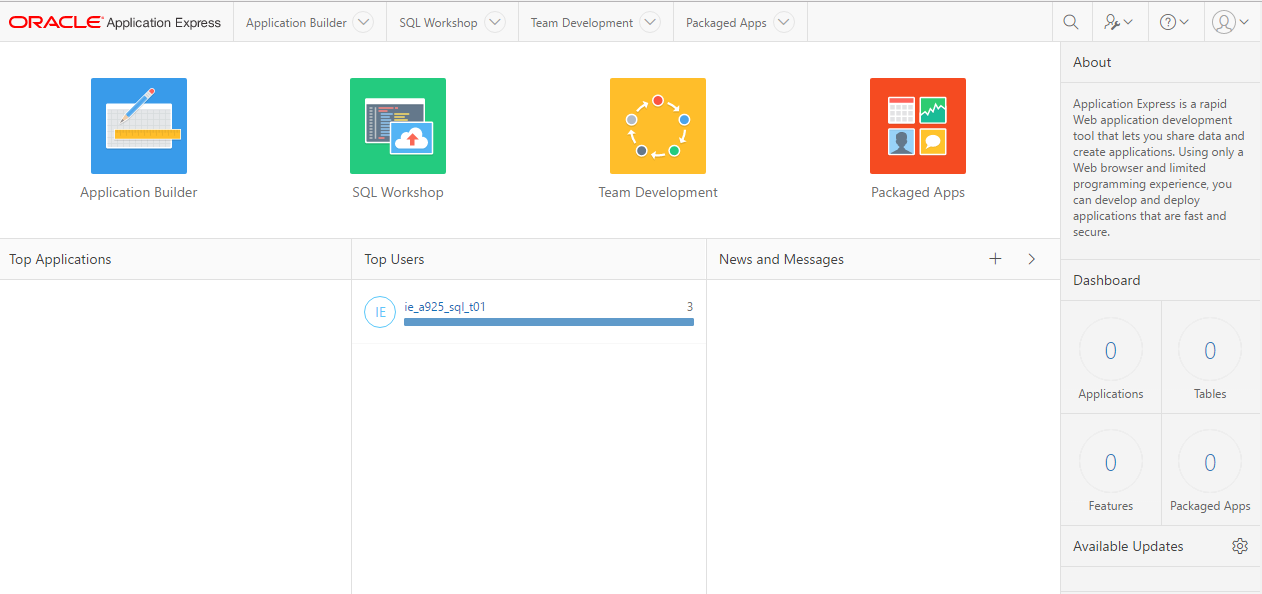 ORACLE Application Express Application Builder SQL Workshop Team Development Packaged Apps
Application Builder
SQL Workshop
Team Development
Packaged Apps
Top Applications
Top Users
IE
ie_a925_sql_t01
3
News and Messages
About
Application Express is a rapid
Web application development
tool that lets you share data and
create applications. Using only a
Web browser and limited
programming experience, you
can develop and deploy
applications that are fast and
secure.
Dashboard
0
Applications
0
Tables
0
Features
0
Packaged Apps
Available Updates